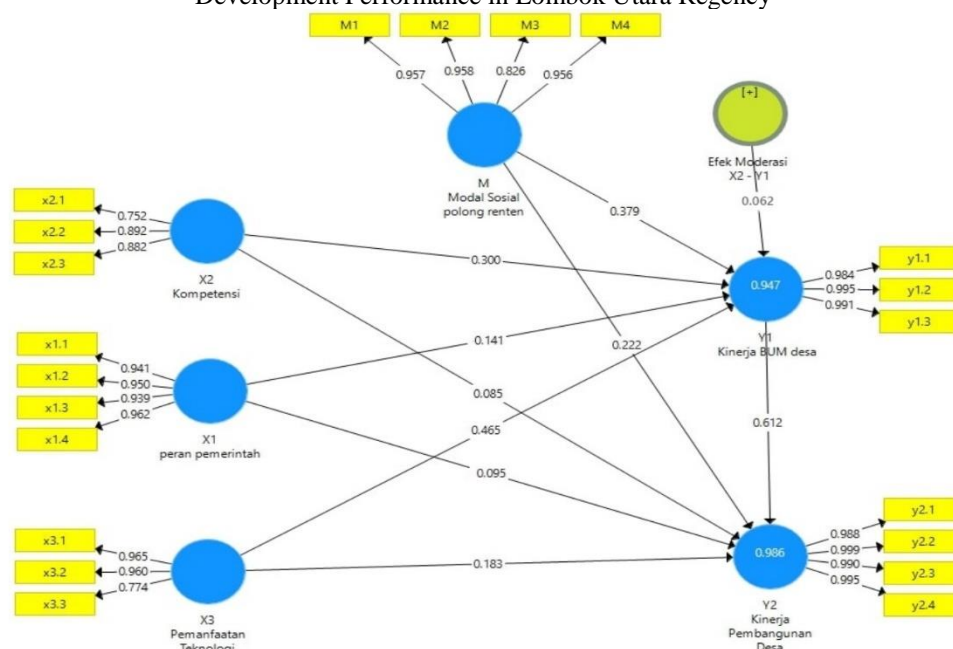 Development Performance in Lombok Utara Regency
M1
M2
M3
M4
0.957
0.958
0.826
0.956
[+]
M
Modal Sosial
polong renten
Efek Moderasi
X2 - Y1
0.062
x2.1
x2.2
x2.3
0.752
0.892
0.882
X2
Kompetensi
0.379
0.300
0.947
Y1
Kinerja BUM desa
0.984
0.995
0.991
y1.1
y1.2
y1.3
x1.1
x1.2
x1.3
x1.4
0.941
0.950
0.939
0.962
X1
peran pemerintah
0.141
0.222
0.085
0.465
0.612
0.095
x3.1
x3.2
x3.3
0.965
0.960
0.774
X3
Pemanfaatan
Teknologi
0.183
0.986
Y2
Kinerja
Pembangunan
Desa
0.988
0.999
0.990
0.995
y2.1
y2.2
y2.3
y2.4